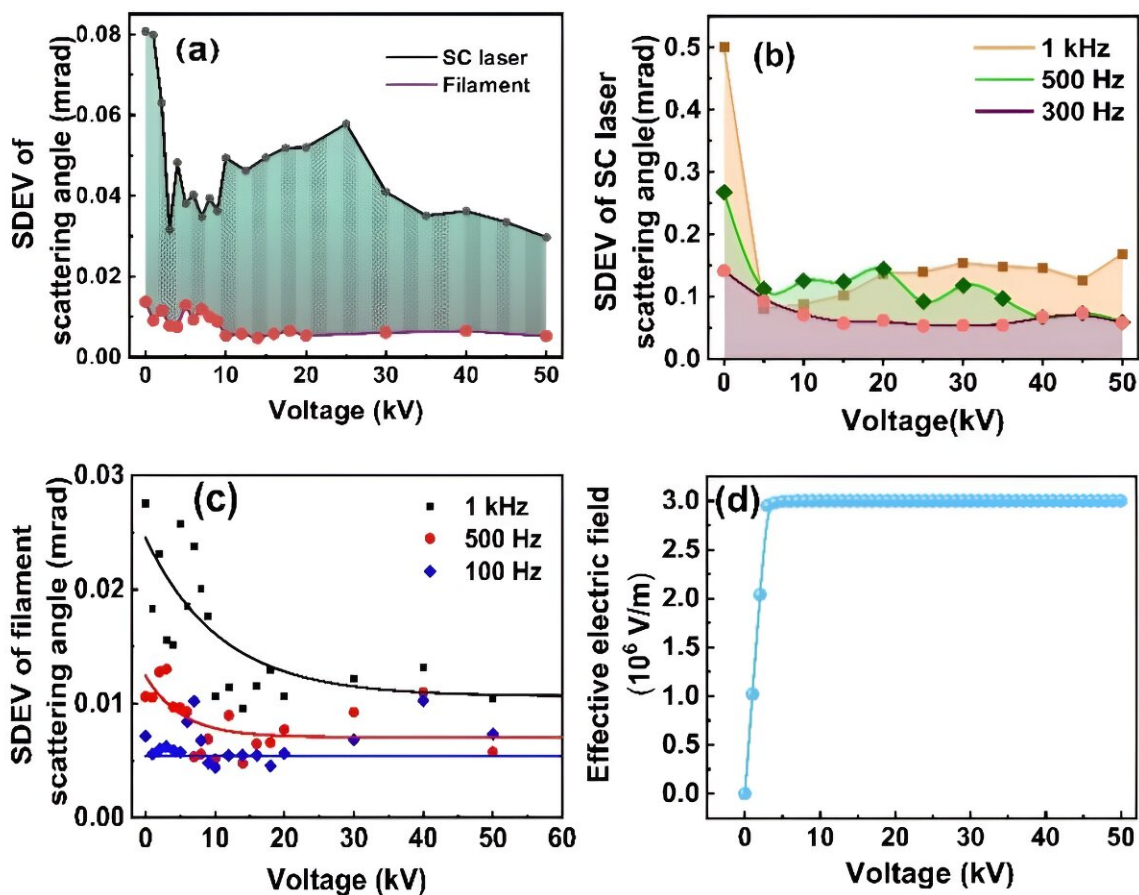 (a)
SC laser
Filament
SDEV of
scattering angle (mrad)
0.08
0.06
0.04
0.02
0.00
0 10 20 30 40 50
Voltage (kV)
(b)
1 kHz
500 Hz
300 Hz
SDEV of SC laser
scattering angle(mrad)
0.5
0.4
0.3
0.2
0.1
0.0
0 10 20 30 40 50
Voltage(kV)
(c)
1 kHz
500 Hz
100 Hz
SDEV of filament
scattering angle (mrad)
0.03
0.02
0.01
0.00
0 10 20 30 40 50 60
Voltage (kV)
(d)
Effective electric field
(10⁶ V/m)
3.0
2.5
2.0
1.5
1.0
0.5
0.0
0 10 20 30 40 50
Voltage (kV)